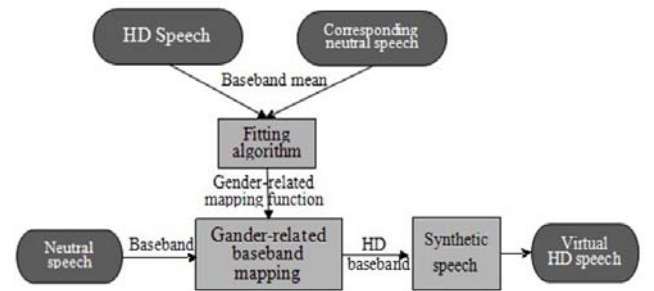 HD Speech
Corresponding
neutral speech
Baseband mean
Fitting
algorithm
Gender-related
mapping function
Neutral
speech
Baseband
Gander-related
baseband
mapping
HD
baseband
Synthetic
speech
Virtual
HD speech